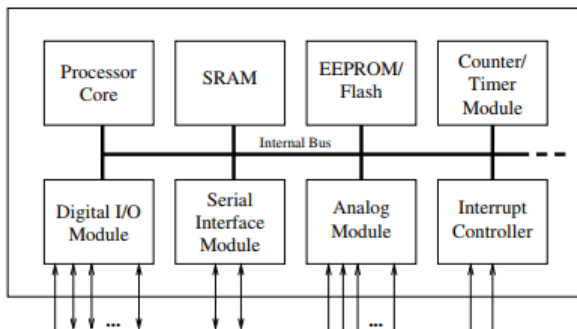 Processor
Core
SRAM
EEPROM/
Flash
Counter/
Timer
Module
Internal Bus
Digital I/O
Module
Serial
Interface
Module
Analog
Module
Interrupt
Controller
...
...